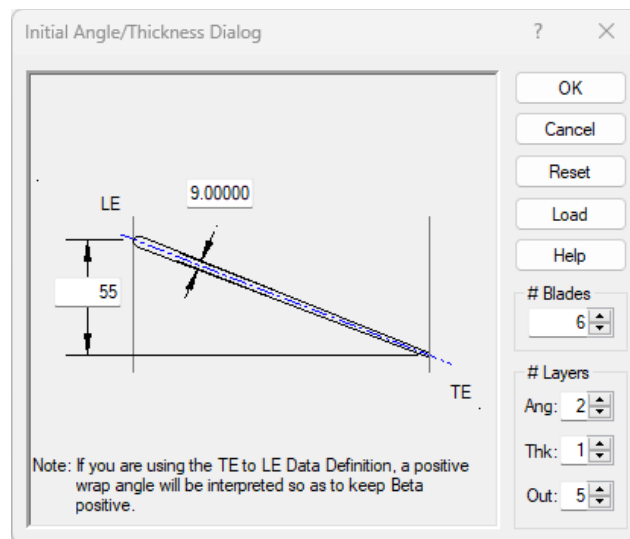 Initial Angle/Thickness Dialog ? ×
OK
Cancel
Reset
Load
Help
LE
9.00000
55
TE
Note: If you are using the TE to LE Data Definition, a positive
wrap angle will be interpreted so as to keep Beta
positive.
# Blades
6
# Layers
Ang: 2
Thk: 1
Out: 5